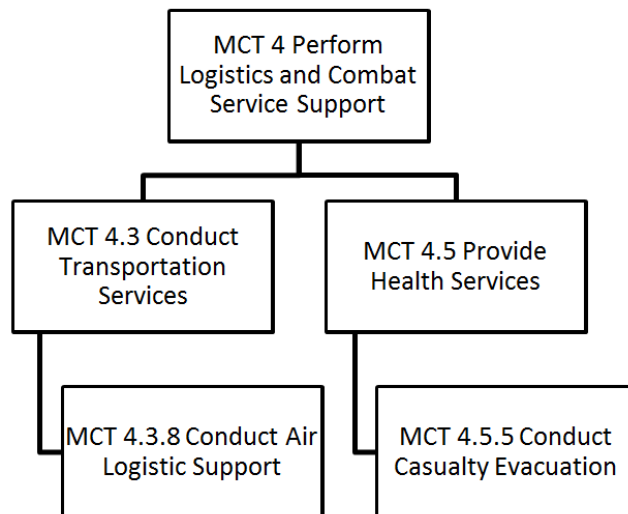 MCT 4 Perform
Logistics and Combat
Service Support
MCT 4.3 Conduct
Transportation
Services
MCT 4.5 Provide
Health Services
MCT 4.3.8 Conduct Air
Logistic Support
MCT 4.5.5 Conduct
Casualty Evacuation